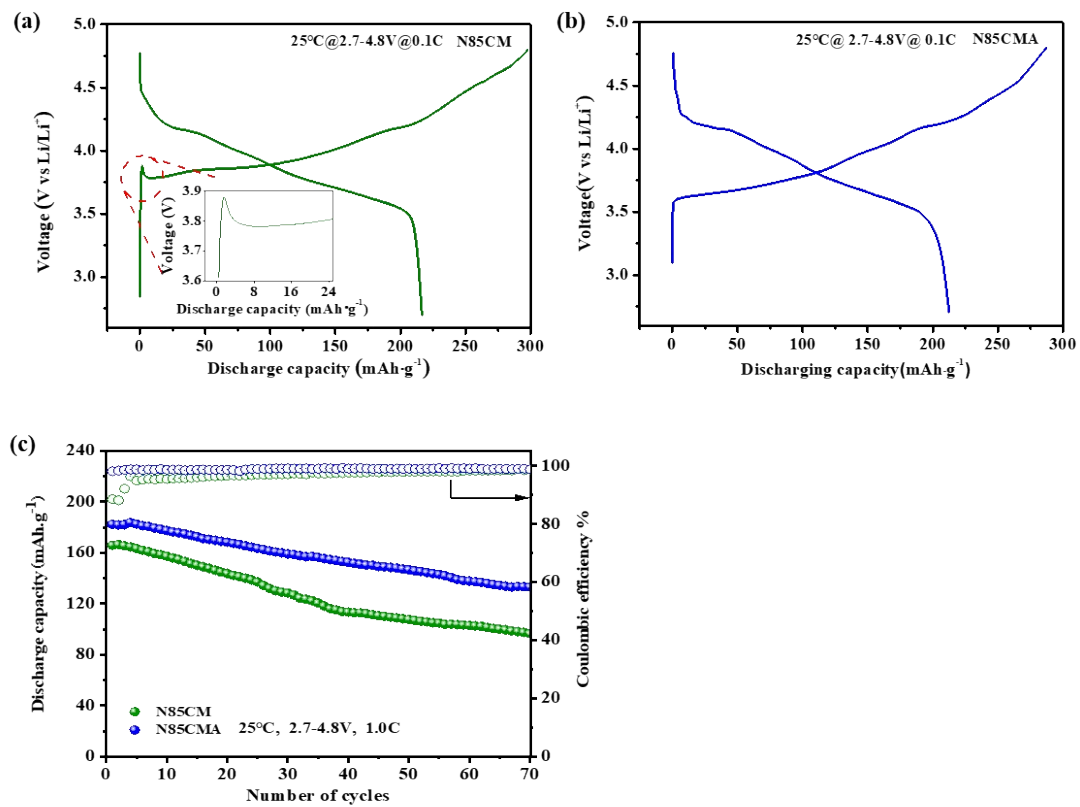 (a)
25°C@2.7-4.8V@0.1C N85CM
Voltage (V vs Li/Li⁺)
5.0
4.5
4.0
3.5
3.0
0 50 100 150 200 250 300
Discharge capacity (mAh·g⁻¹)
Voltage (V)
3.9
3.8
3.7
3.6
0 8 16 24
Discharge capacity (mAh·g⁻¹)
(b)
25°C@ 2.7-4.8V@ 0.1C N85CMA
Voltage(V vs Li/Li⁺)
5.0
4.5
4.0
3.5
3.0
0 50 100 150 200 250 300
Discharging capacity(mAh·g⁻¹)
(c)
Discharge capacity (mAh.g⁻¹)
240
200
160
120
80
40
0
100
80
60
40
20
0
Coulombic efficiency %
N85CM
N85CMA 25°C, 2.7-4.8V, 1.0C
0 10 20 30 40 50 60 70
Number of cycles